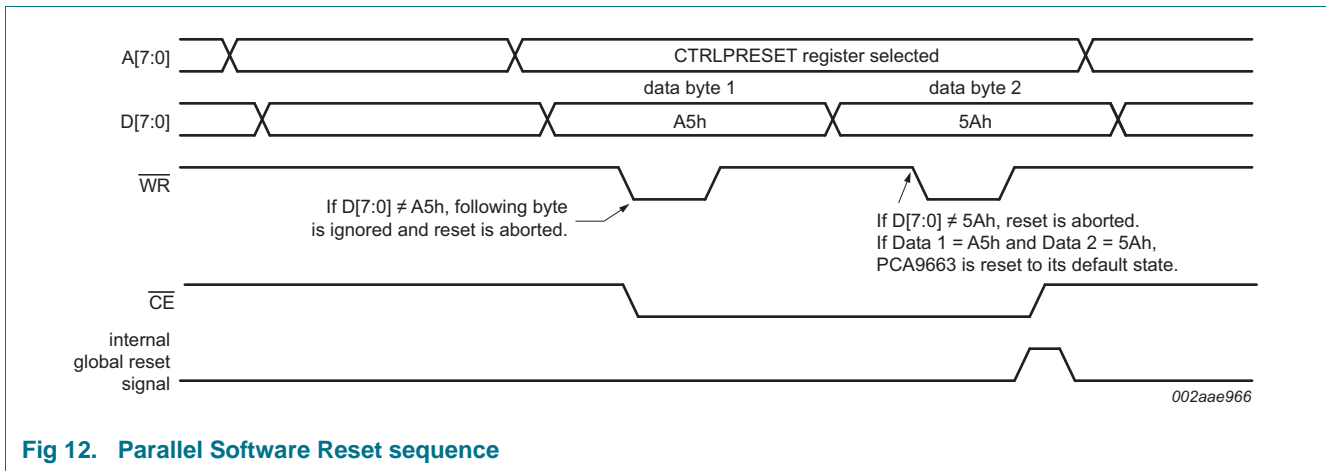 A[7:0]
CTRLPRESET register selected
data byte 1
data byte 2
D[7:0]
A5h
5Ah
WR
If D[7:0] ≠ A5h, following byte
is ignored and reset is aborted.
If D[7:0] ≠ 5Ah, reset is aborted.
If Data 1 = A5h and Data 2 = 5Ah,
PCA9663 is reset to its default state.
CE
internal
global reset
signal
002aae966
Fig 12. Parallel Software Reset sequence